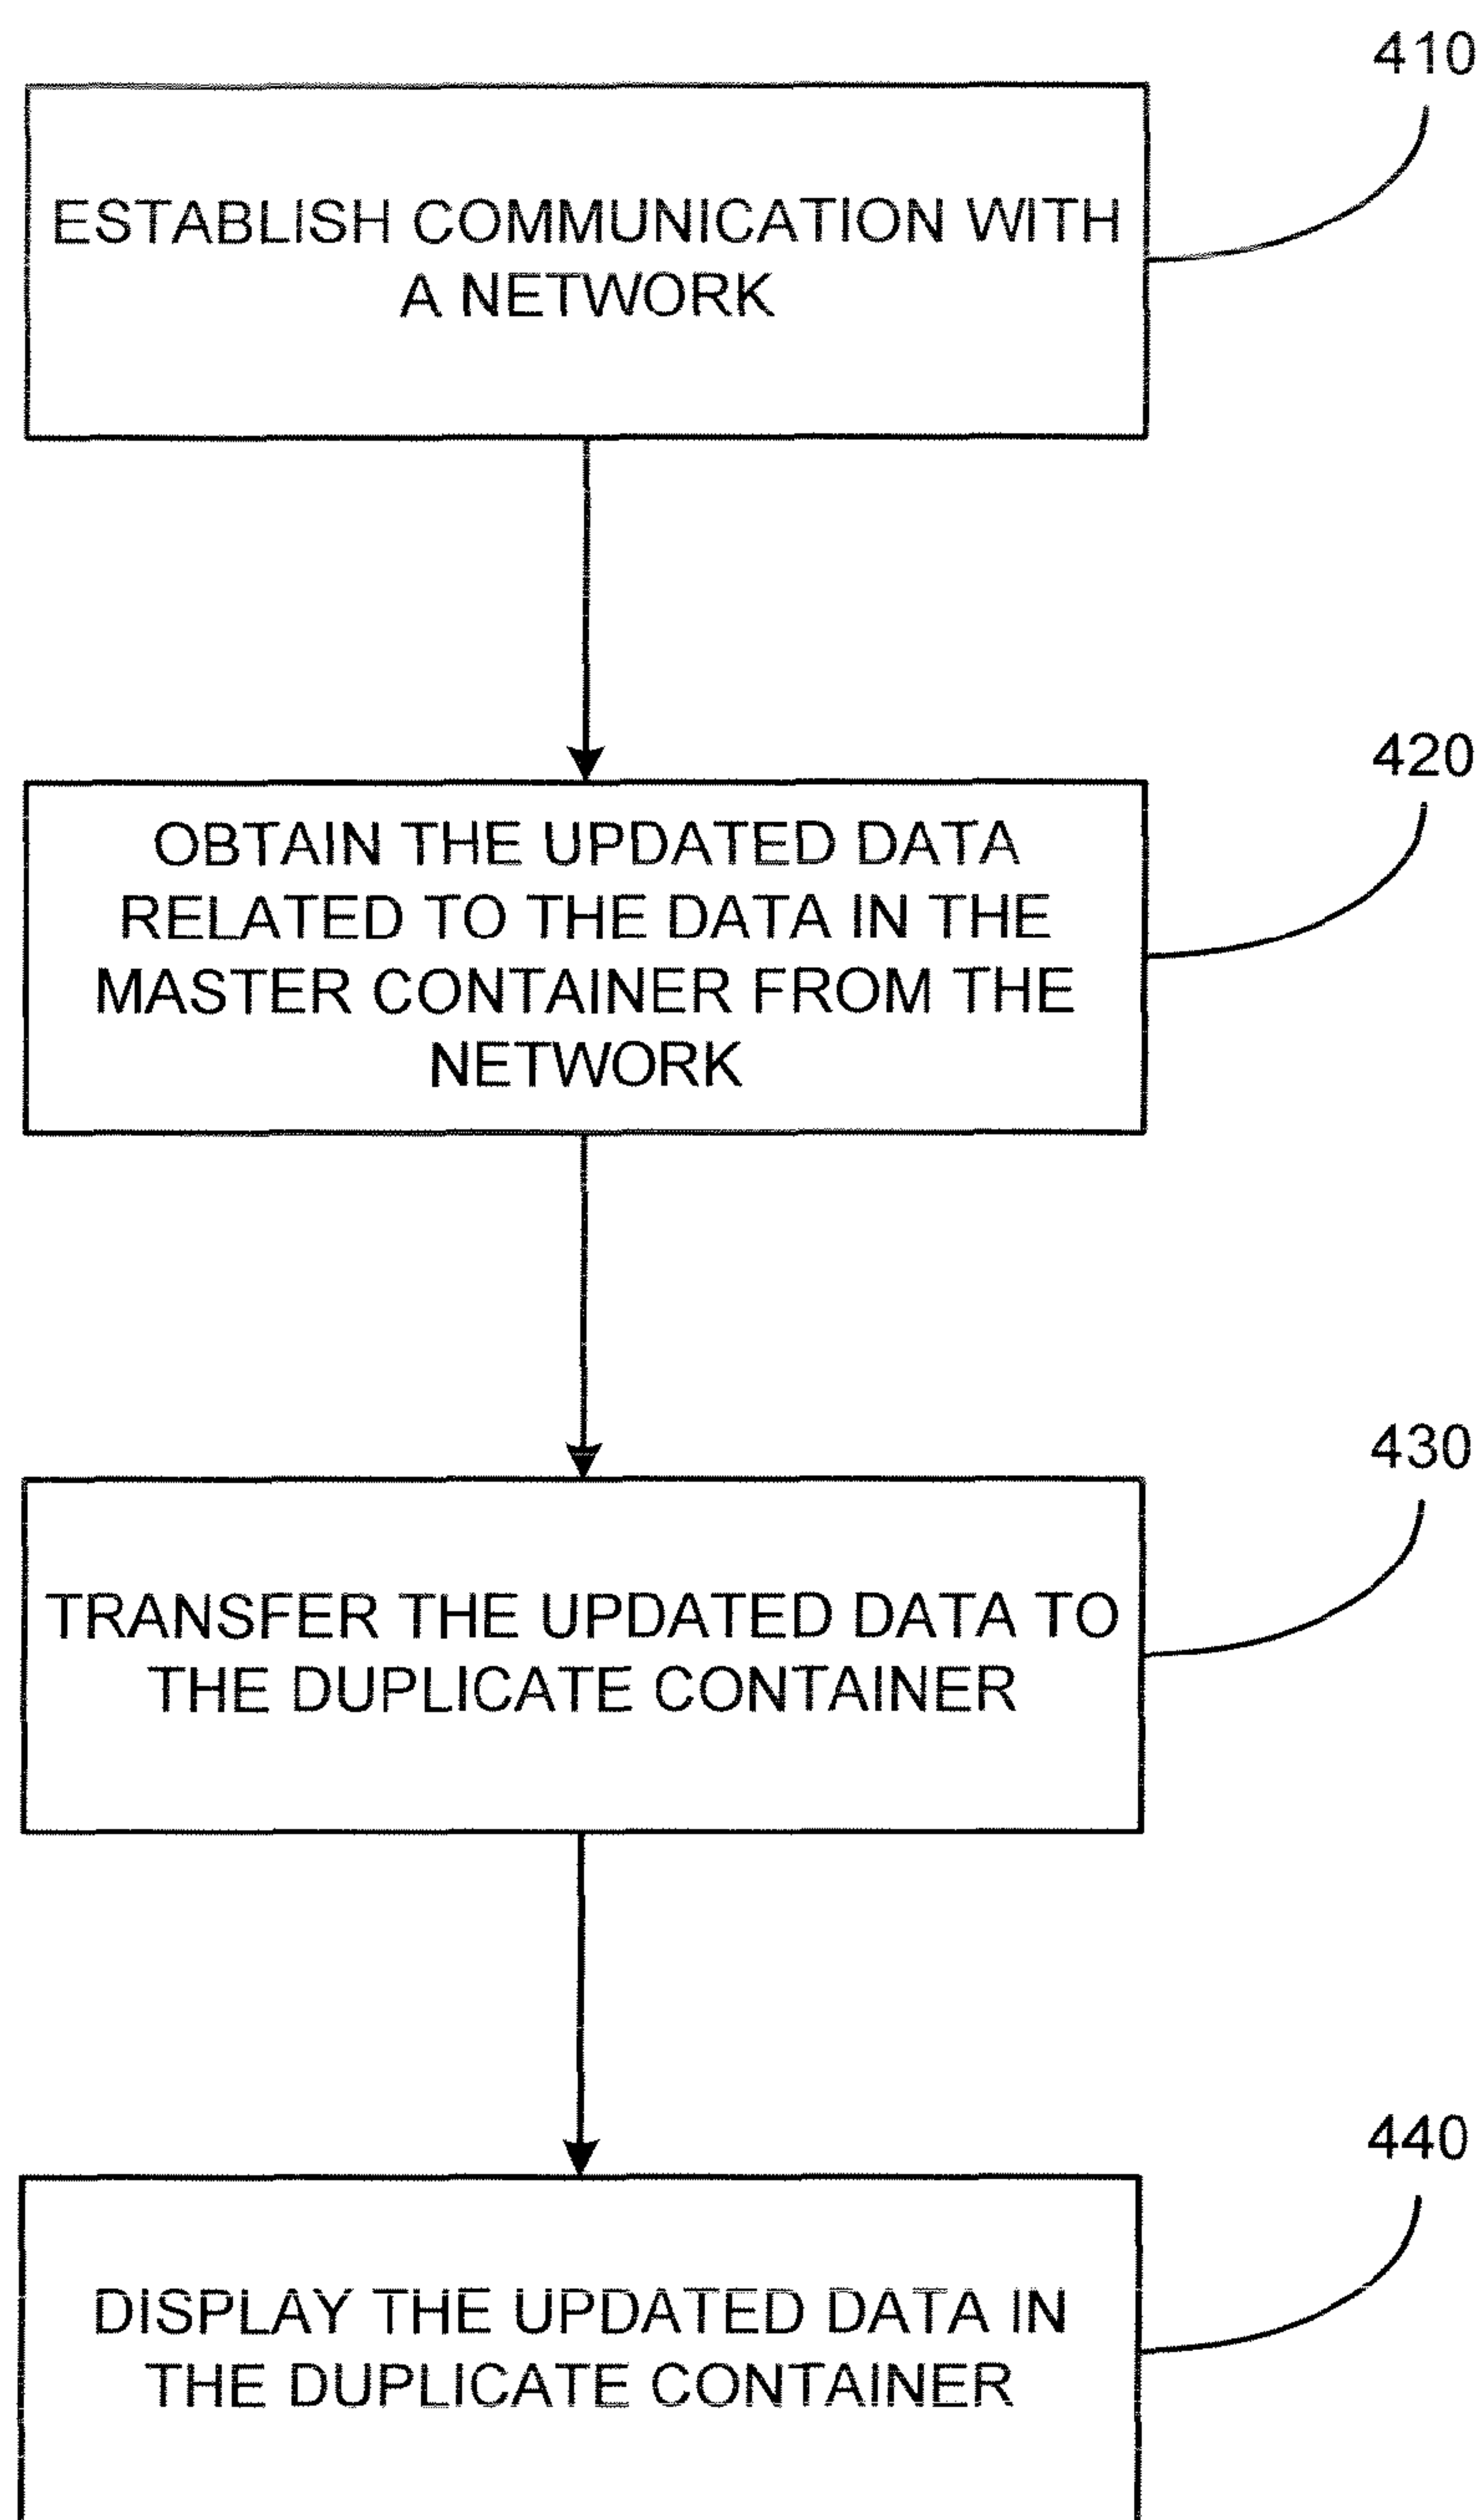 410
ESTABLISH COMMUNICATION WITH
A NETWORK
420
OBTAIN THE UPDATED DATA
RELATED TO THE DATA IN THE
MASTER CONTAINER FROM THE
NETWORK
430
TRANSFER THE UPDATED DATA TO
THE DUPLICATE CONTAINER
440
DISPLAY THE UPDATED DATA IN
THE DUPLICATE CONTAINER